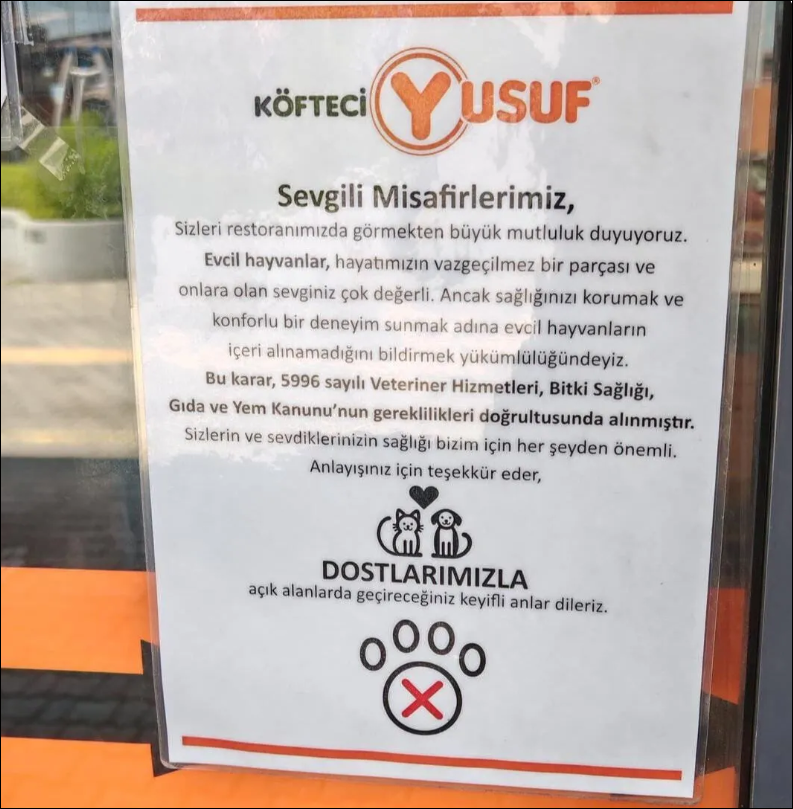 KÖFTECİ YUSUF®
Sevgili Misafirlerimiz,
Sizleri restoranımızda görmekten büyük mutluluk duyuyoruz.
Evcil hayvanlar, hayatımızın vazgeçilmez bir parçası ve
onlara olan sevginiz çok değerli. Ancak sağlığınızı korumak ve
konforlu bir deneyim sunmak adına evcil hayvanların
içeri alınamadığını bildirmek yükümlülüğündeyiz.
Bu karar, 5996 sayılı Veteriner Hizmetleri, Bitki Sağlığı,
Gıda ve Yem Kanunu’nun gereklilikleri doğrultusunda alınmıştır.
Sizlerin ve sevdiklerinizin sağlığı bizim için her şeyden önemli.
Anlayışınız için teşekkür eder,
DOSTLARIMIZLA
açık alanlarda geçireceğiniz keyifli anlar dileriz.